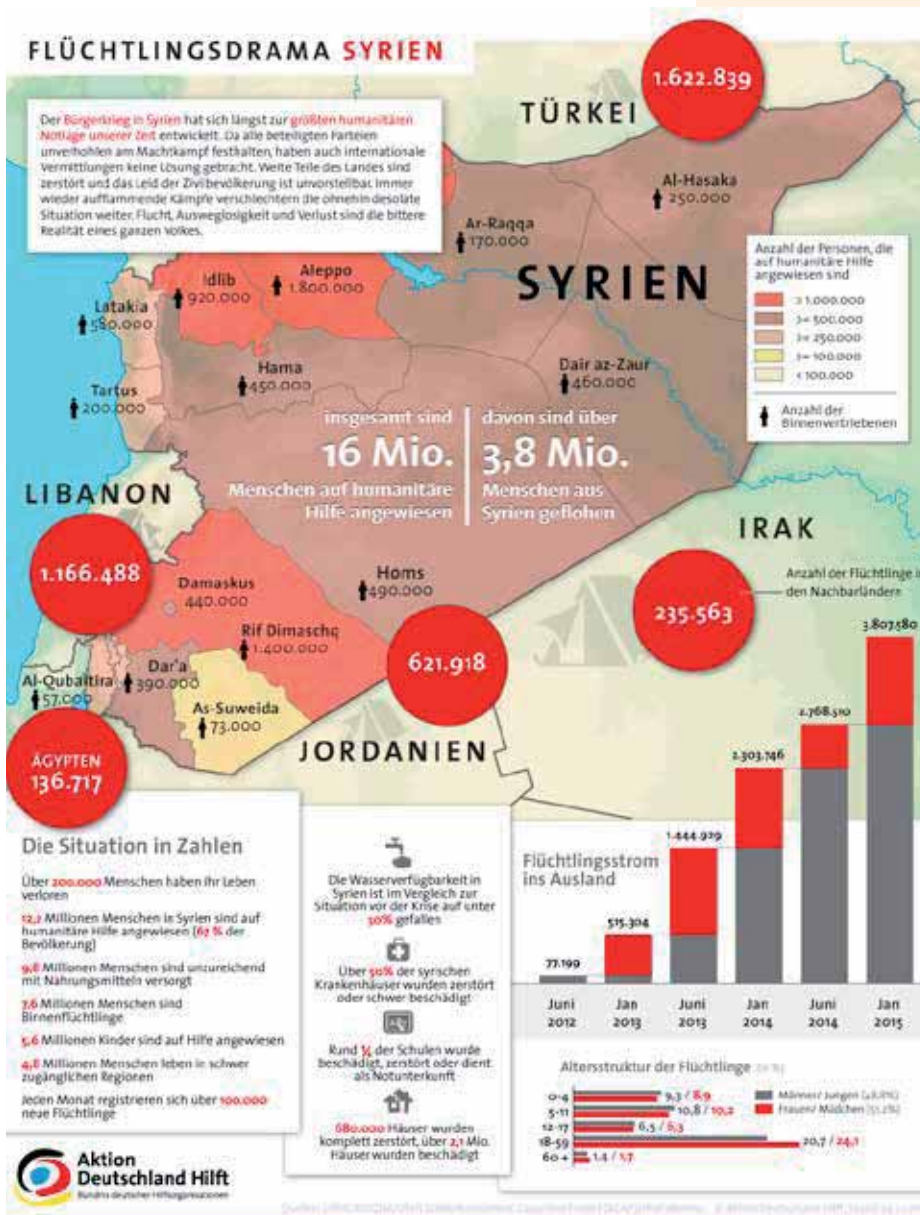 FLÜCHTLINGSDRAMA SYRIEN
Der Bürgerkrieg in Syrien hat sich längst zur größten humanitären
Notlage unserer Zeit entwickelt. Da alle beteiligten Parteien
unverhohlen am Machtkampf festhalten, haben auch internationale
Vermittlungen keine Lösung gebracht. Weite Teile des Landes sind
zerstört und das Leid der Zivilbevölkerung ist unvorstellbar. Immer
wieder aufflammende Kämpfe verschlechtern die ohnehin desolate
Situation weiter. Flucht, Ausweglosigkeit und Verlust sind die bittere
Realität eines ganzen Volkes.
TÜRKEI
1.622.839
Al-Hasaka
250.000
Ar-Raqqa
170.000
Idlib
920.000
Aleppo
1.800.000
SYRIEN
Latakia
580.000
Hama
450.000
Dair az-Zaur
460.000
Tartus
200.000
Anzahl der Personen, die
auf humanitäre Hilfe
angewiesen sind
≥ 1.000.000
>= 500.000
>= 250.000
>= 100.000
< 100.000
Anzahl der
Binnenvertriebenen
insgesamt sind
16 Mio.
Menschen auf humanitäre
Hilfe angewiesen
davon sind über
3,8 Mio.
Menschen aus
Syrien geflohen
LIBANON
1.166.488
IRAK
235.563
Anzahl der Flüchtlinge
den Nachbarländern
Damaskus
440.000
Homs
490.000
Rif Dimaschq
1.400.000
621.918
Dar'a
390.000
Al-Qubaitira
57.000
As-Suweida
73.000
JORDANIEN
ÄGYPTEN
136.717
Die Situation in Zahlen
Über 200.000 Menschen haben ihr Leben
verloren
12,2 Millionen Menschen in Syrien sind auf
humanitäre Hilfe angewiesen (67 % der
Bevölkerung)
9,8 Millionen Menschen sind unzureichend
mit Nahrungsmitteln versorgt
7,6 Millionen Menschen sind
Binnenflüchtlinge
5,6 Millionen Kinder sind auf Hilfe angewiesen
4,8 Millionen Menschen leben in schwer
zugänglichen Regionen
Jeden Monat registrieren sich über 100.000
neue Flüchtlinge
Die Wasserverfügbarkeit in
Syrien ist im Vergleich zur
Situation vor der Krise auf unter
50% gefallen
Über 50% der syrischen
Krankenhäuser wurden zerstört
oder schwer beschädigt
Rund ¼ der Schulen wurde
beschädigt, zerstört oder dient
als Notunterkunft
680.000 Häuser wurden
komplett zerstört, über 2,1 Mio.
Häuser wurden beschädigt
Flüchtlingsstrom
ins Ausland
77.199
515.304
1.444.929
2.303.746
2.768.510
3.807.580
Juni 2012
Jan 2013
Juni 2013
Jan 2014
Juni 2014
Jan 2015
Altersstruktur der Flüchtlinge
Männer/ Jungen (48,8%)
Frauen/ Mädchen (51,2%)
0-4 9,3 / 8,9
5-11 10,8 / 10,2
12-17 6,5 / 6,3
18-59 20,7 / 24,1
60 + 1,4 / 1,7
Aktion
Deutschland Hilft
Bündnis deutscher Hilfsorganisationen